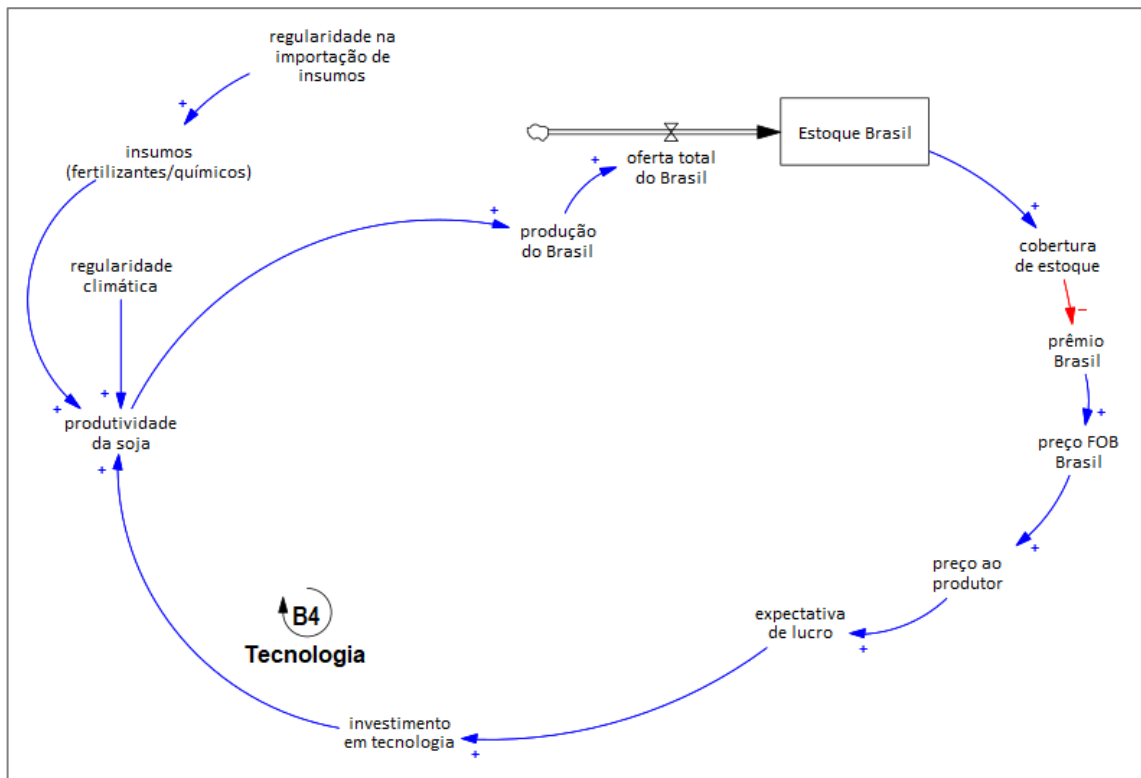 regularidade na
importação de
insumos
+
insumos
(fertilizantes/químicos)
+
regularidade
climática
+
+
produtividade
da soja
+
+
produção
do Brasil
+
oferta total
do Brasil
Estoque Brasil
+
cobertura
de estoque
–
prêmio
Brasil
+
preço FOB
Brasil
+
preço ao
produtor
+
expectativa
de lucro
+
investimento
em tecnologia
B4
Tecnologia